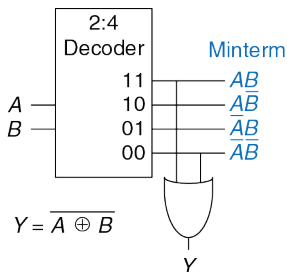 2:4
Decoder
Minterm
11 AB
A 10 AB̅
B 01 A̅B
00 A̅B̅
Y = A̅ ̅⊕̅ ̅B̅
Y